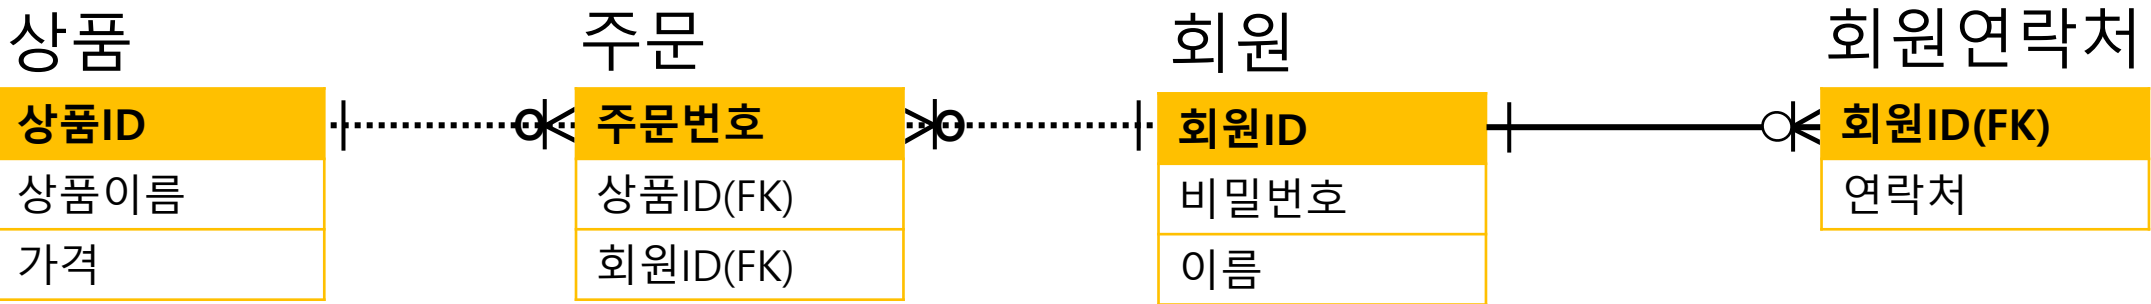 상품
상품ID
상품이름
가격
주문
주문번호
상품ID(FK)
회원ID(FK)
회원
회원ID
비밀번호
이름
회원연락처
회원ID(FK)
연락처